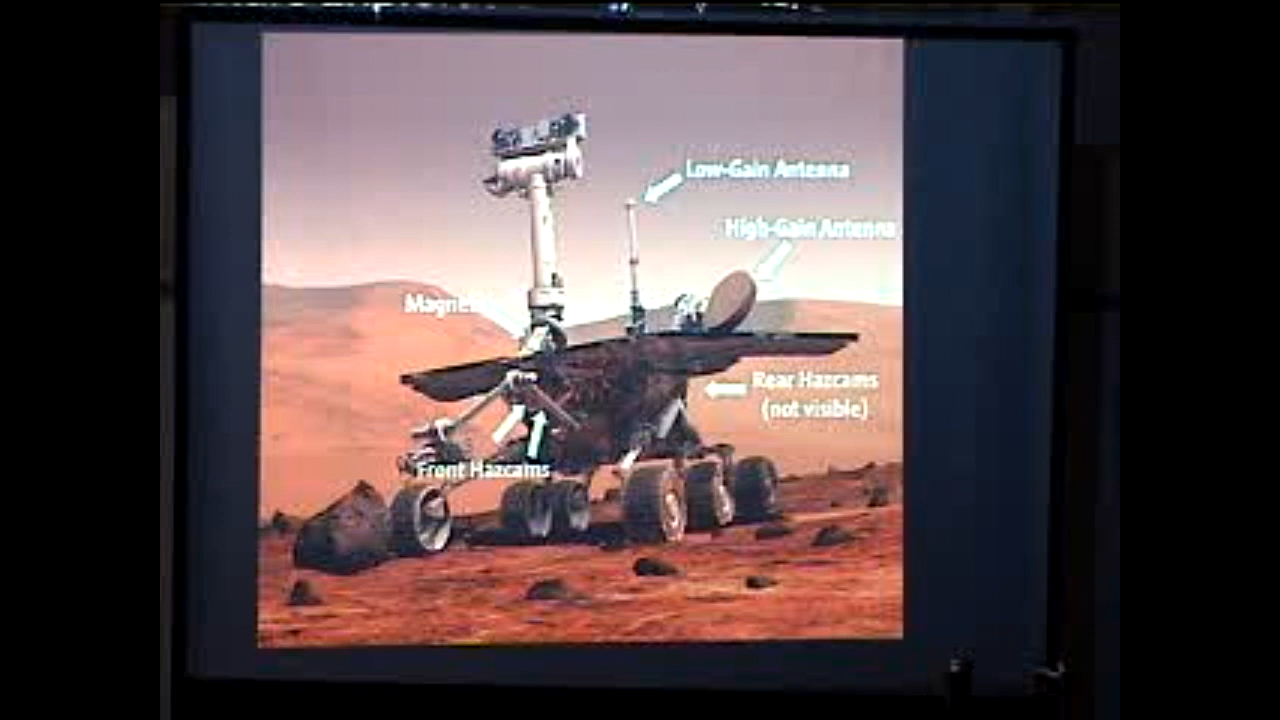 Low-Gain Antenna
High-Gain Antenna
Rear Hazcams
(not visible)
Front Hazcams